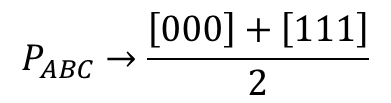 P_ABC → ([000] + [111]) / 2